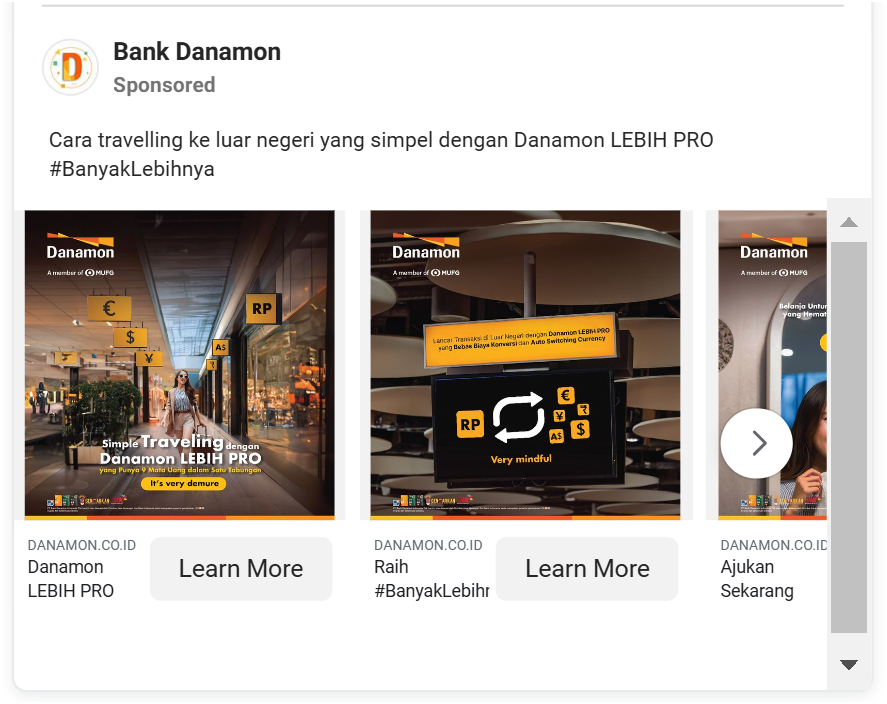 Bank Danamon
Sponsored
Cara travelling ke luar negeri yang simpel dengan Danamon LEBIH PRO
#BanyakLebihnya
Danamon
A member of MUFG
€
RP
$
A$
¥
Simple Traveling dengan
Danamon LEBIH PRO
yang Punya 9 Mata Uang dalam Satu Tabungan
It's very demure
DANAMON.CO.ID
Danamon
LEBIH PRO
Learn More
Danamon
A member of MUFG
Lancar Transaksi di Luar Negeri dengan Danamon LEBIH PRO
yang Bebas Biaya Konversi dan Auto Switching Currency
RP
€
¥
₹
A$
$
Very mindful
DANAMON.CO.ID
Raih
#BanyakLebihn
Learn More
Danamon
A member of MUFG
Belanja Untu
yang Hemat
DANAMON.CO.ID
Ajukan
Sekarang